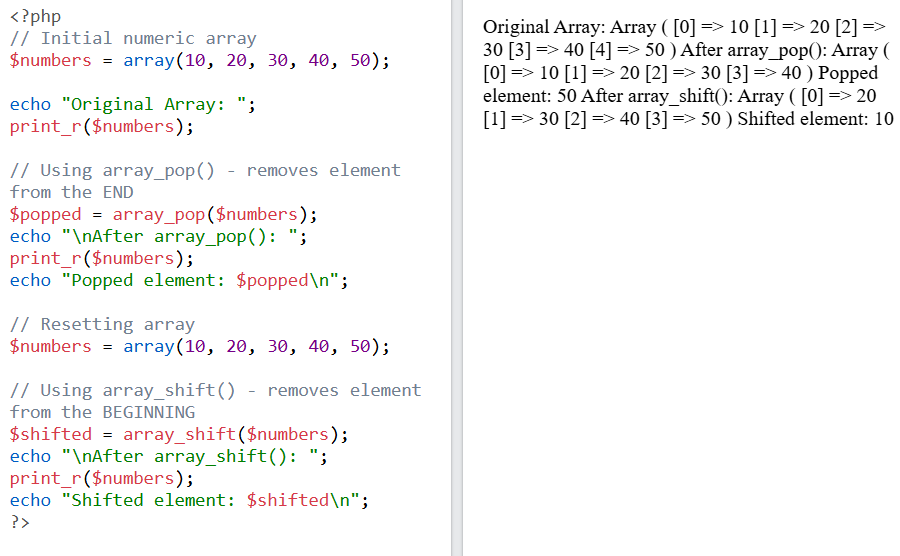 <?php
// Initial numeric array
$numbers = array(10, 20, 30, 40, 50);
echo "Original Array: ";
print_r($numbers);
// Using array_pop() - removes element
from the END
$popped = array_pop($numbers);
echo "\nAfter array_pop(): ";
print_r($numbers);
echo "Popped element: $popped\n";
// Resetting array
$numbers = array(10, 20, 30, 40, 50);
// Using array_shift() - removes element
from the BEGINNING
$shifted = array_shift($numbers);
echo "\nAfter array_shift(): ";
print_r($numbers);
echo "Shifted element: $shifted\n";
?>
Original Array: Array ( [0] => 10 [1] => 20 [2] =>
30 [3] => 40 [4] => 50 ) After array_pop(): Array (
[0] => 10 [1] => 20 [2] => 30 [3] => 40 ) Popped
element: 50 After array_shift(): Array ( [0] => 20
[1] => 30 [2] => 40 [3] => 50 ) Shifted element: 10